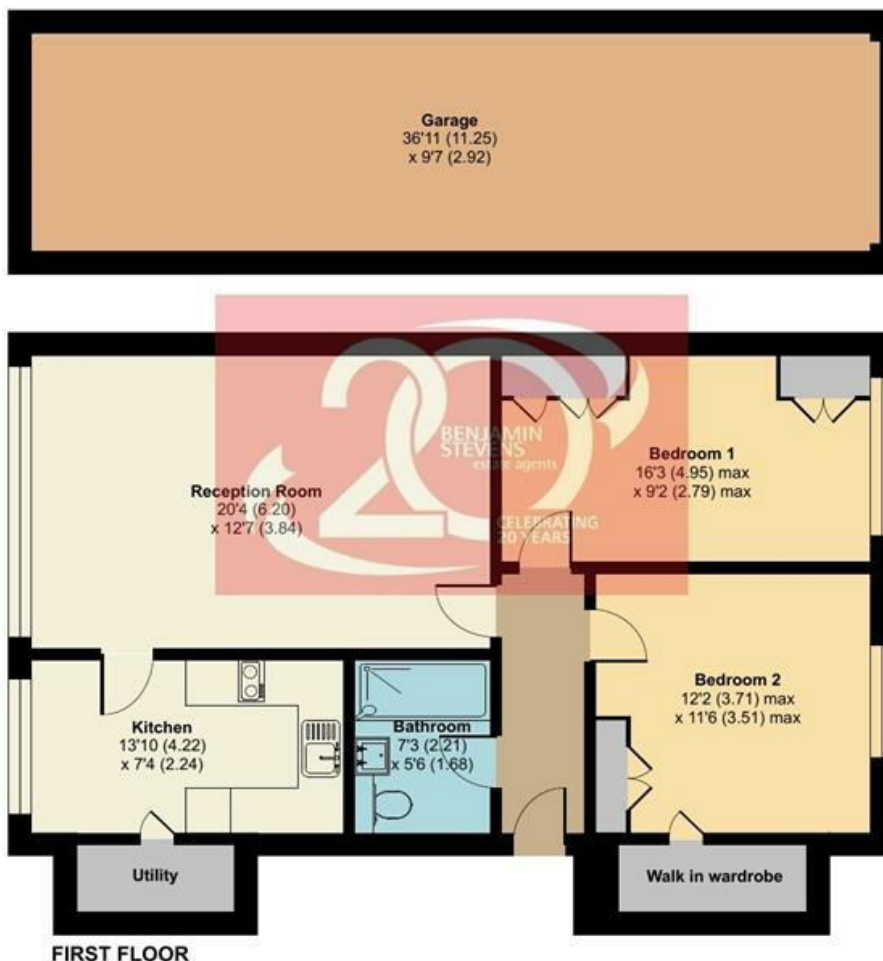 Garage
36'11 (11.25)
x 9'7 (2.92)
20
BENJAMIN
STEVENS
estate agents
CELEBRATING
20 YEARS
Reception Room
20'4 (6.20)
x 12'7 (3.84)
Bedroom 1
16'3 (4.95) max
x 9'2 (2.79) max
Kitchen
13'10 (4.22)
x 7'4 (2.24)
Bathroom
7'3 (2.21)
x 5'6 (1.68)
Bedroom 2
12'2 (3.71) max
x 11'6 (3.51) max
Utility
Walk in wardrobe
FIRST FLOOR